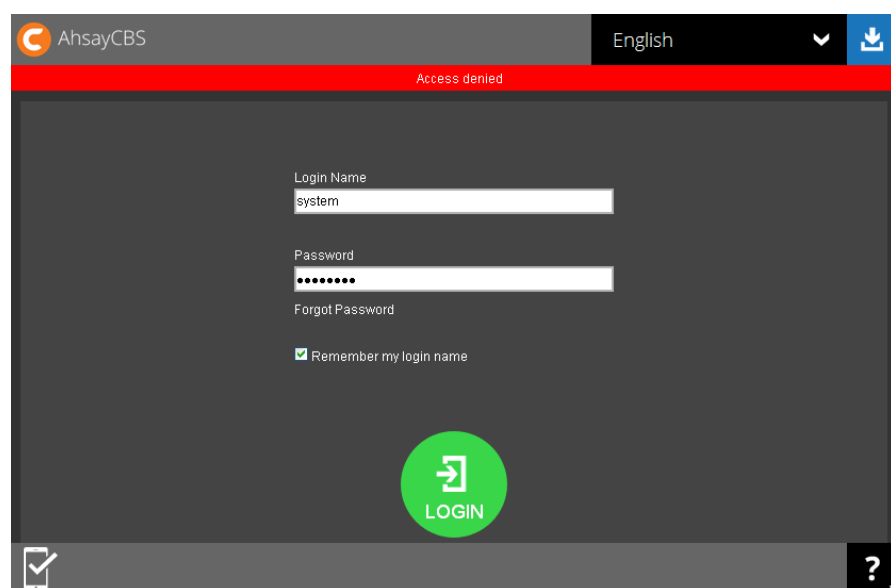 AhsayCBS
English
Access denied
Login Name
system
Password
••••••••
Forgot Password
Remember my login name
LOGIN
?